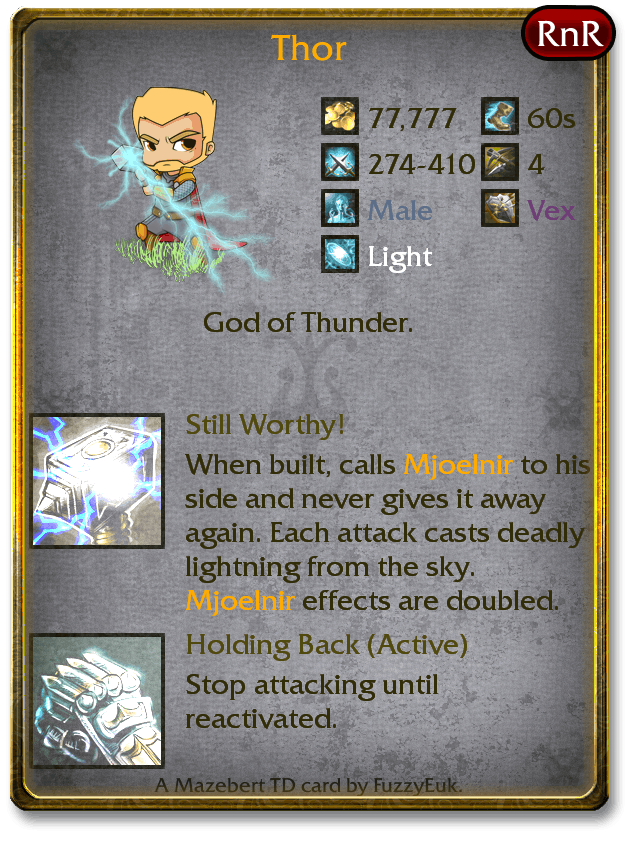 RnR
Thor
77,777 60s
274-410 4
Male Vex
Light
God of Thunder.
Still Worthy!
When built, calls Mjoelnir to his
side and never gives it away
again. Each attack casts deadly
lightning from the sky.
Mjoelnir effects are doubled.
Holding Back (Active)
Stop attacking until
reactivated.
A Mazebert TD card by FuzzyEuk.